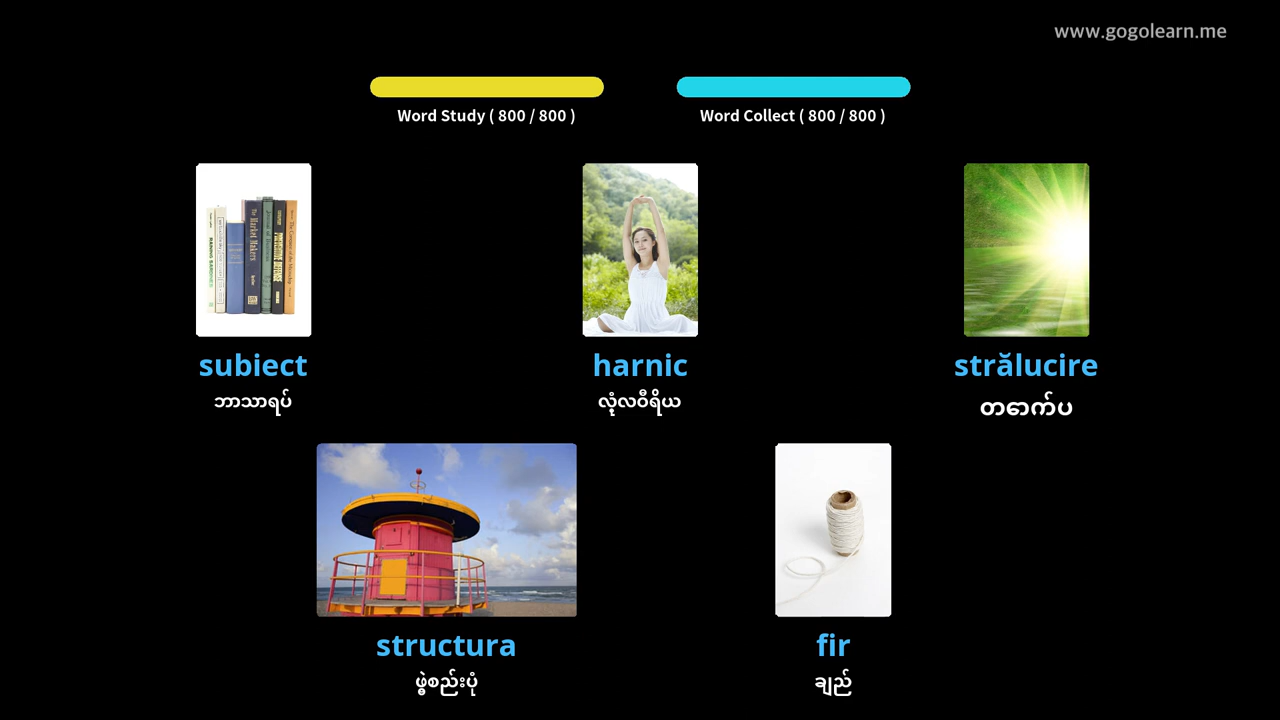 www.gogolearn.me
Word Study ( 800 / 800 )
Word Collect ( 800 / 800 )
subiect
ဘာသာရပ်
harnic
လုံ့လဝီရိယ
strălucire
တဓောက်ပ
structura
ဖွဲ့စည်းပုံ
fir
ချည်